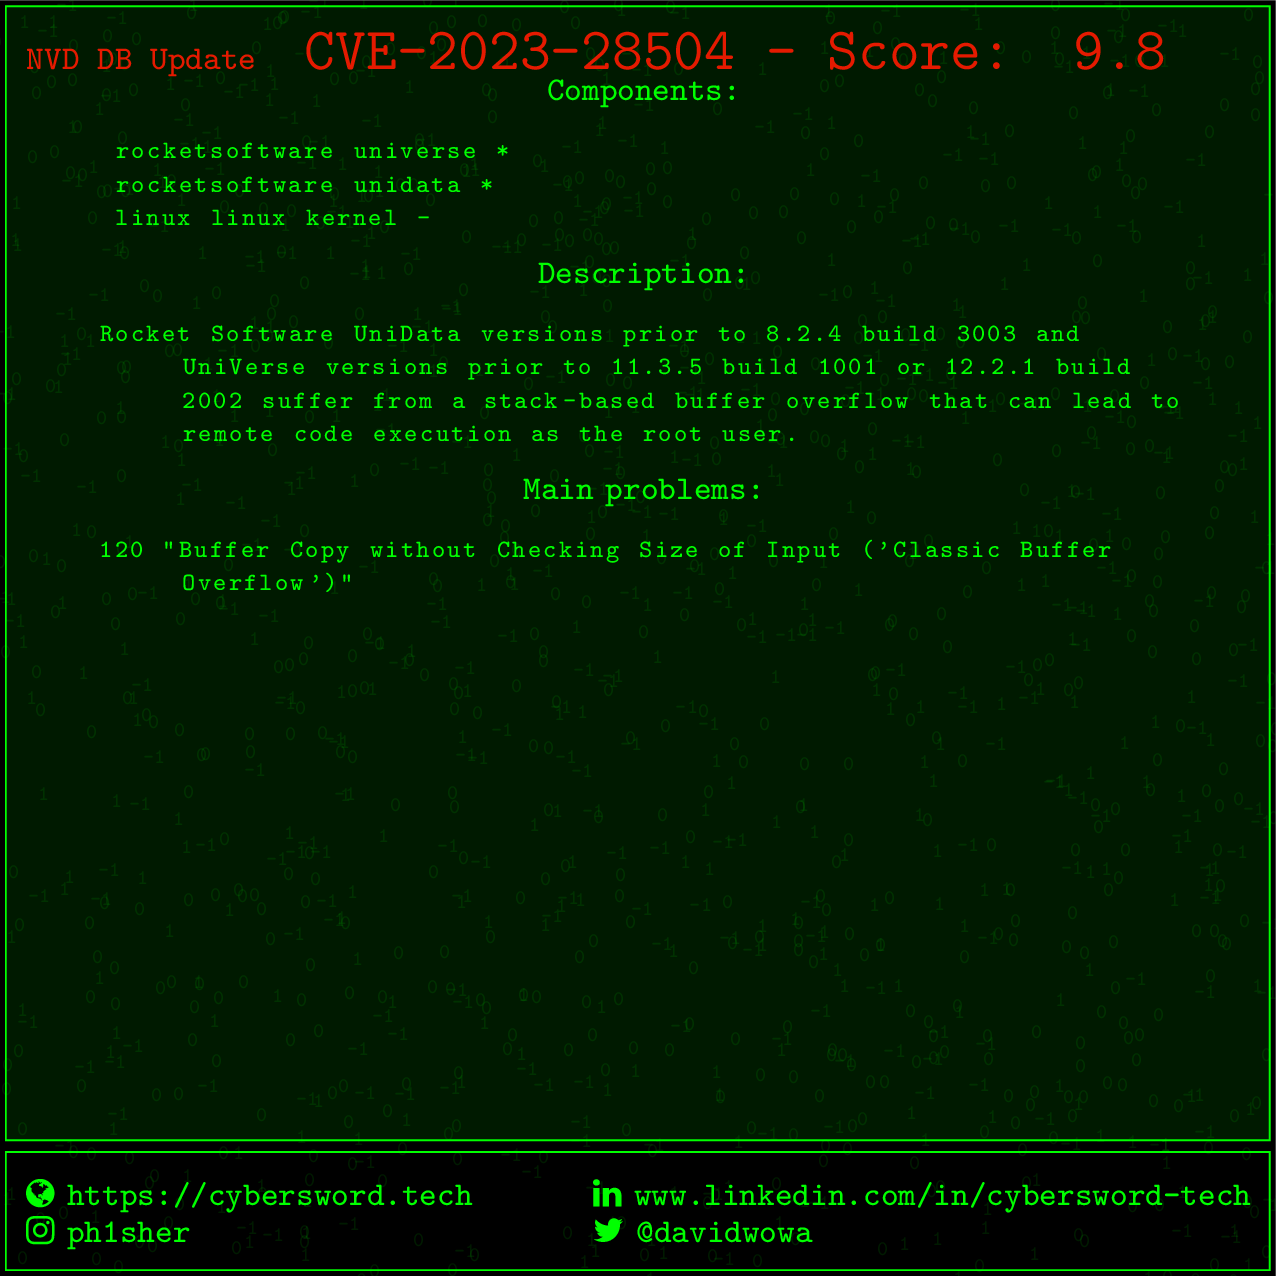 NVD DB Update CVE-2023-28504 - Score: 9.8
Components:
rocketsoftware universe *
rocketsoftware unidata *
linux linux kernel -
Description:
Rocket Software UniData versions prior to 8.2.4 build 3003 and
UniVerse versions prior to 11.3.5 build 1001 or 12.2.1 build
2002 suffer from a stack-based buffer overflow that can lead to
remote code execution as the root user.
Main problems:
120 "Buffer Copy without Checking Size of Input ('Classic Buffer
Overflow')"
https://cybersword.tech www.linkedin.com/in/cybersword-tech
ph1sher @davidwowa